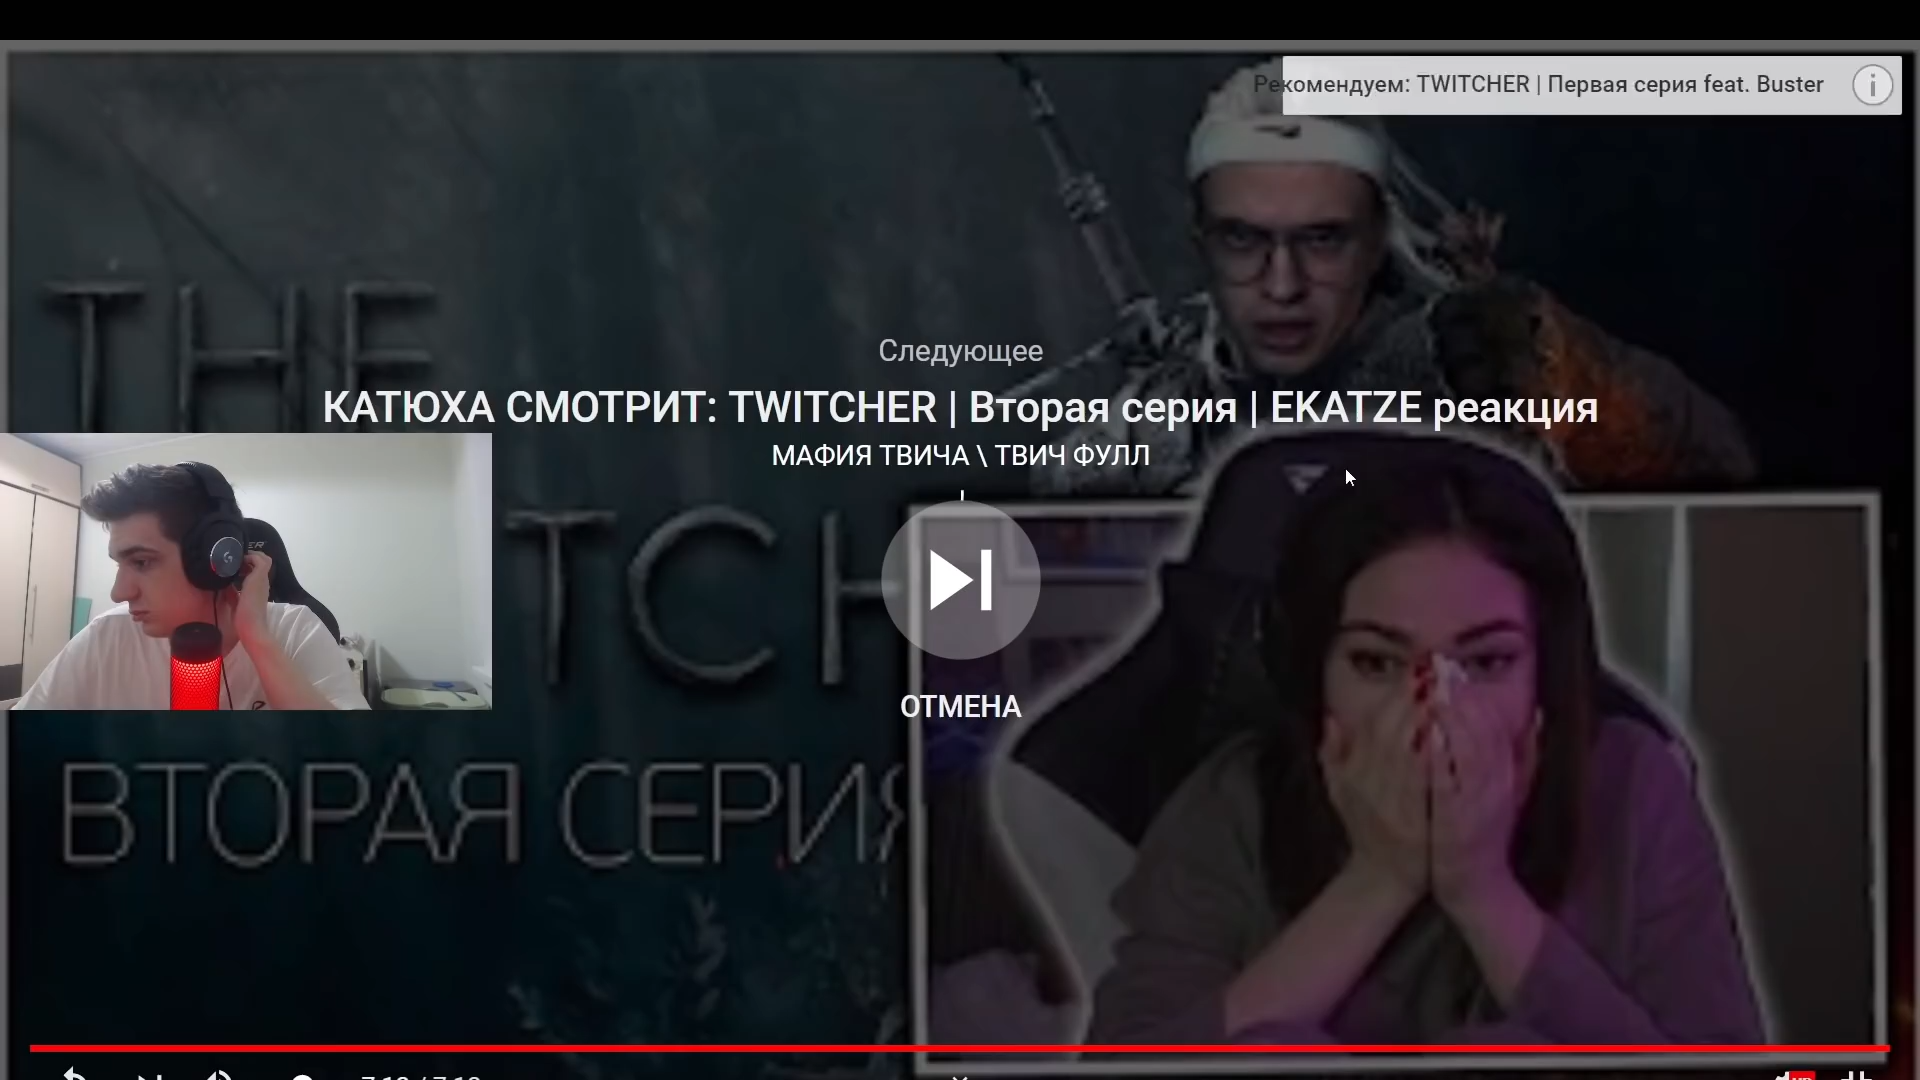 Рекомендуем: TWITCHER | Первая серия feat. Buster
THE
Следующее
КАТЮХА СМОТРИТ: TWITCHER | Вторая серия | EKATZE реакция
МАФИЯ ТВИЧА \ ТВИЧ ФУЛЛ
TCH
ОТМЕНА
ВТОРАЯ СЕРИЯ